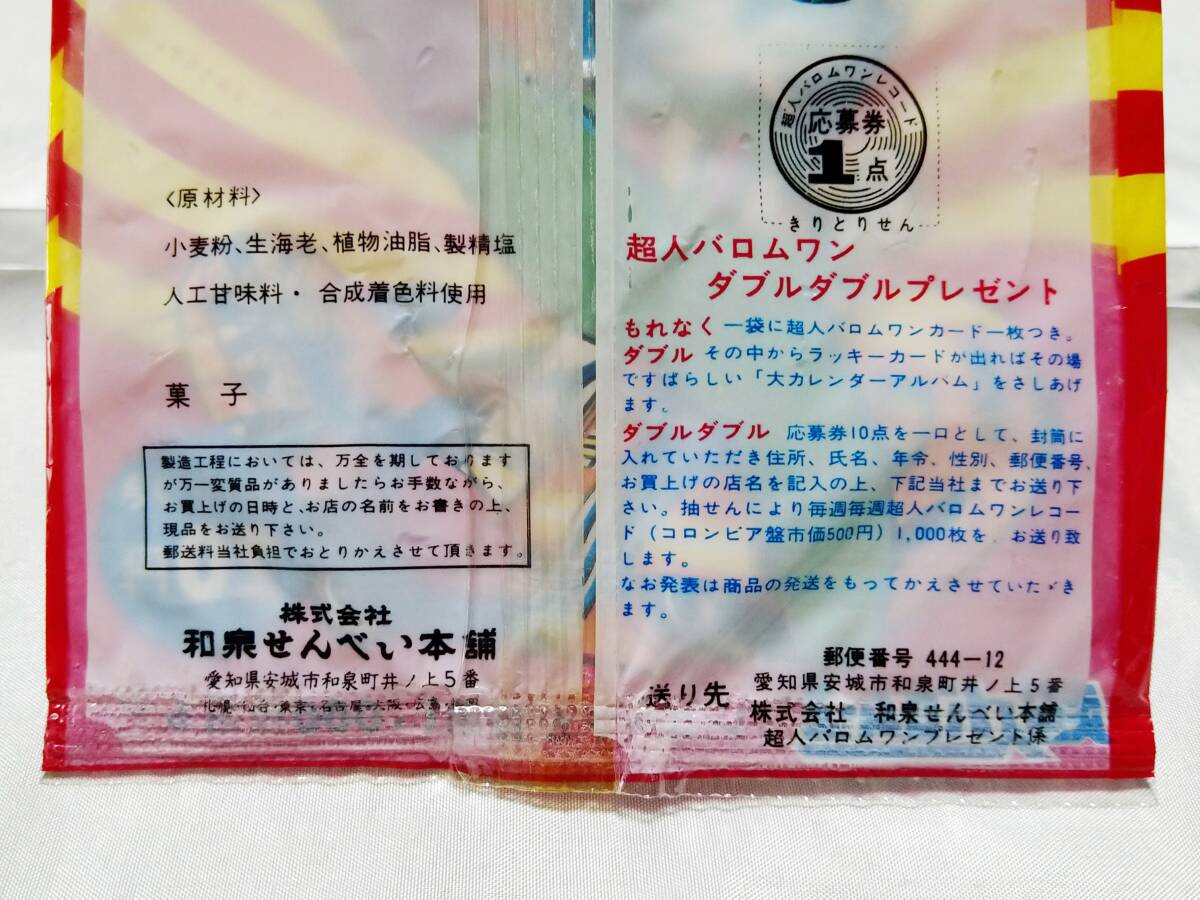 〈原材料〉
小麦粉、生海老、植物油脂、製精塩
人工甘味料・合成着色料使用
菓子
製造工程においては、万全を期しております
が万一変質品がありましたらお手数ながら、
お買上げの日時と、お店の名前をお書きの上、
現品をお送り下さい。
郵送料当社負担でおとりかえさせて頂きます。
株式会社
和泉せんべい本舗
愛知県安城市和泉町井ノ上5番
札幌・仙台・東京・名古屋・大阪・広島・
超人バロムワンレコード
応募券
1点
きりとりせん
超人バロムワン
ダブルダブルプレゼント
もれなく 一袋に超人バロムワンカード一枚つき。
ダブル その中からラッキーカードが出ればその場
ですばらしい「大カレンダーアルバム」をさしあげ
ます。
ダブルダブル 応募券10点を一口として、封筒に
入れていただき住所、氏名、年令、性別、郵便番号、
お買上げの店名を記入の上、下記当社までお送り下
さい。抽せんにより毎週毎週超人バロムワンレコー
ド(コロンビア盤市価500円)1,000枚を、お送り致
します。
なお発表は商品の発送をもってかえさせていたゞき
ます。
郵便番号 444-12
送り先 愛知県安城市和泉町井ノ上5番
株式会社 和泉せんべい本舗
超人バロムワンプレゼント係